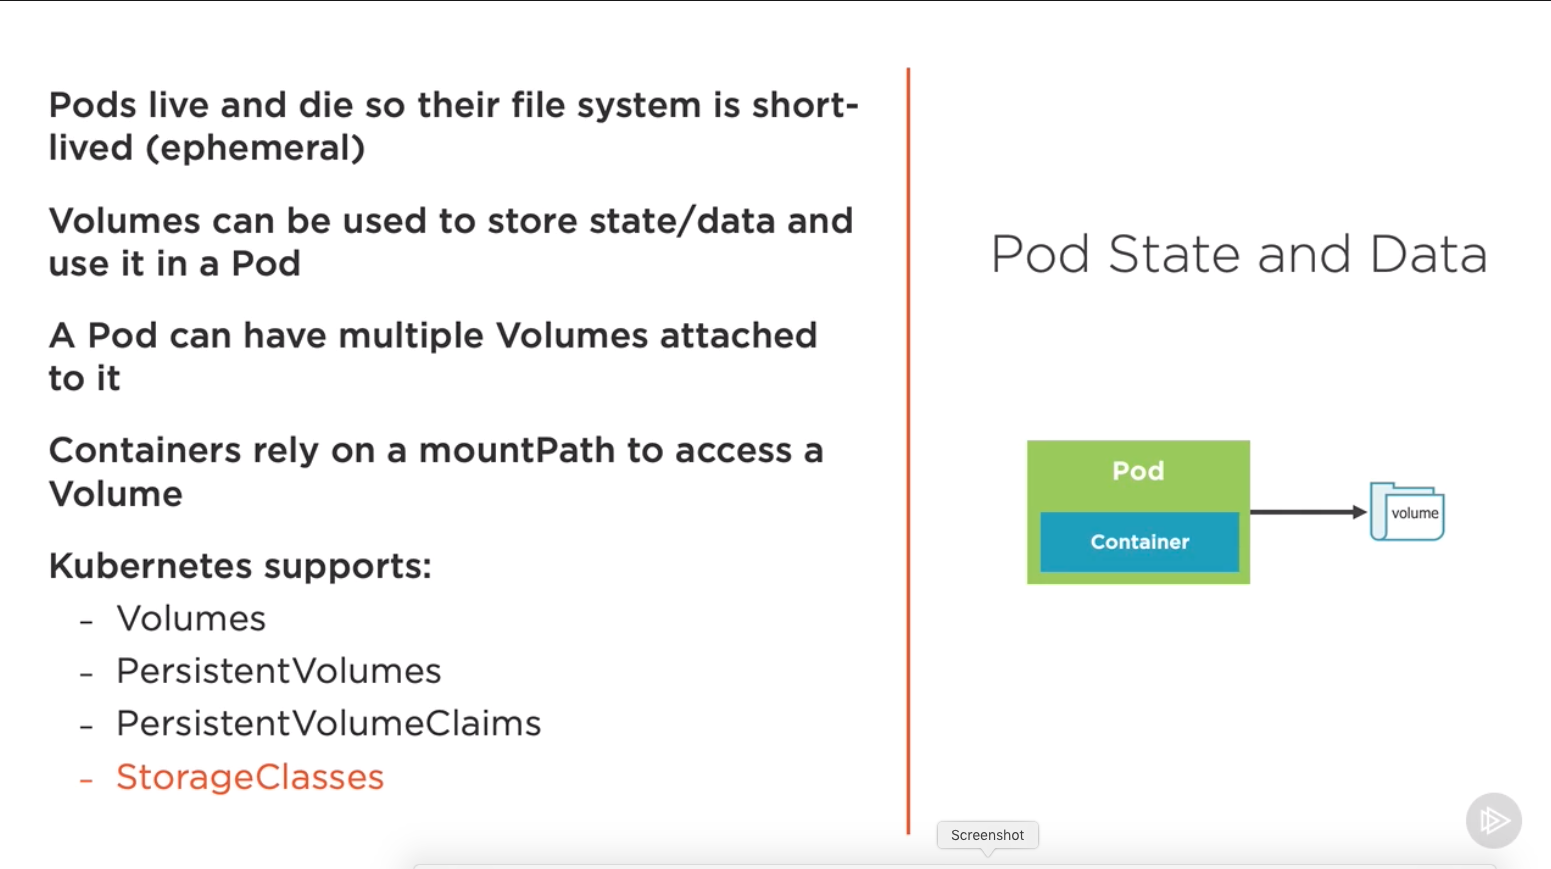 Pods live and die so their file system is short-
lived (ephemeral)
Volumes can be used to store state/data and
use it in a Pod
A Pod can have multiple Volumes attached
to it
Containers rely on a mountPath to access a
Volume
Kubernetes supports:
- Volumes
- PersistentVolumes
- PersistentVolumeClaims
- StorageClasses
Pod State and Data
Pod
Container
volume
Screenshot